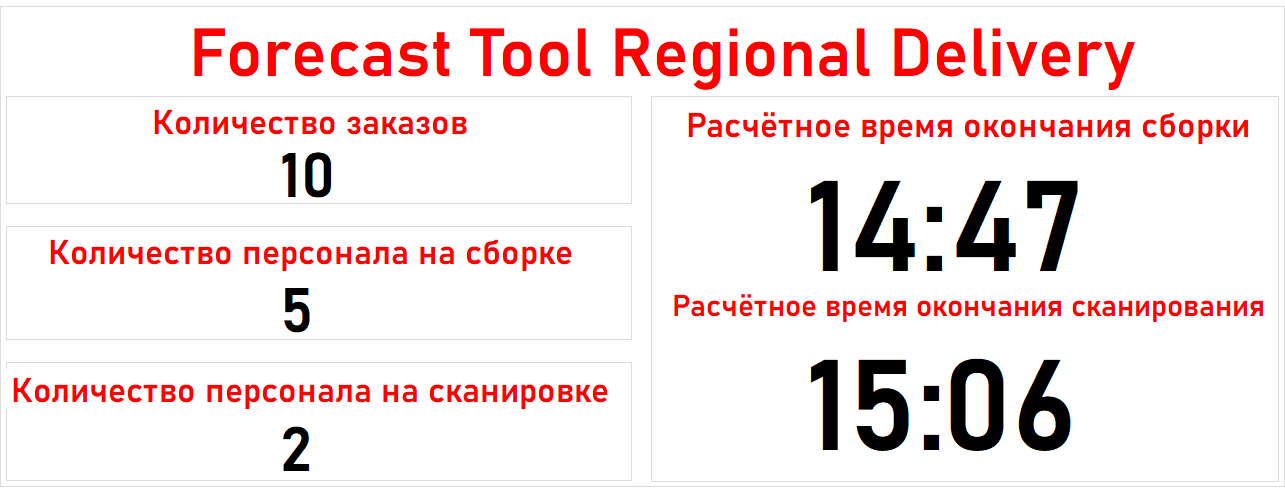 Forecast Tool Regional Delivery
Количество заказов
10
Количество персонала на сборке
5
Количество персонала на сканировке
2
Расчётное время окончания сборки
14:47
Расчётное время окончания сканирования
15:06